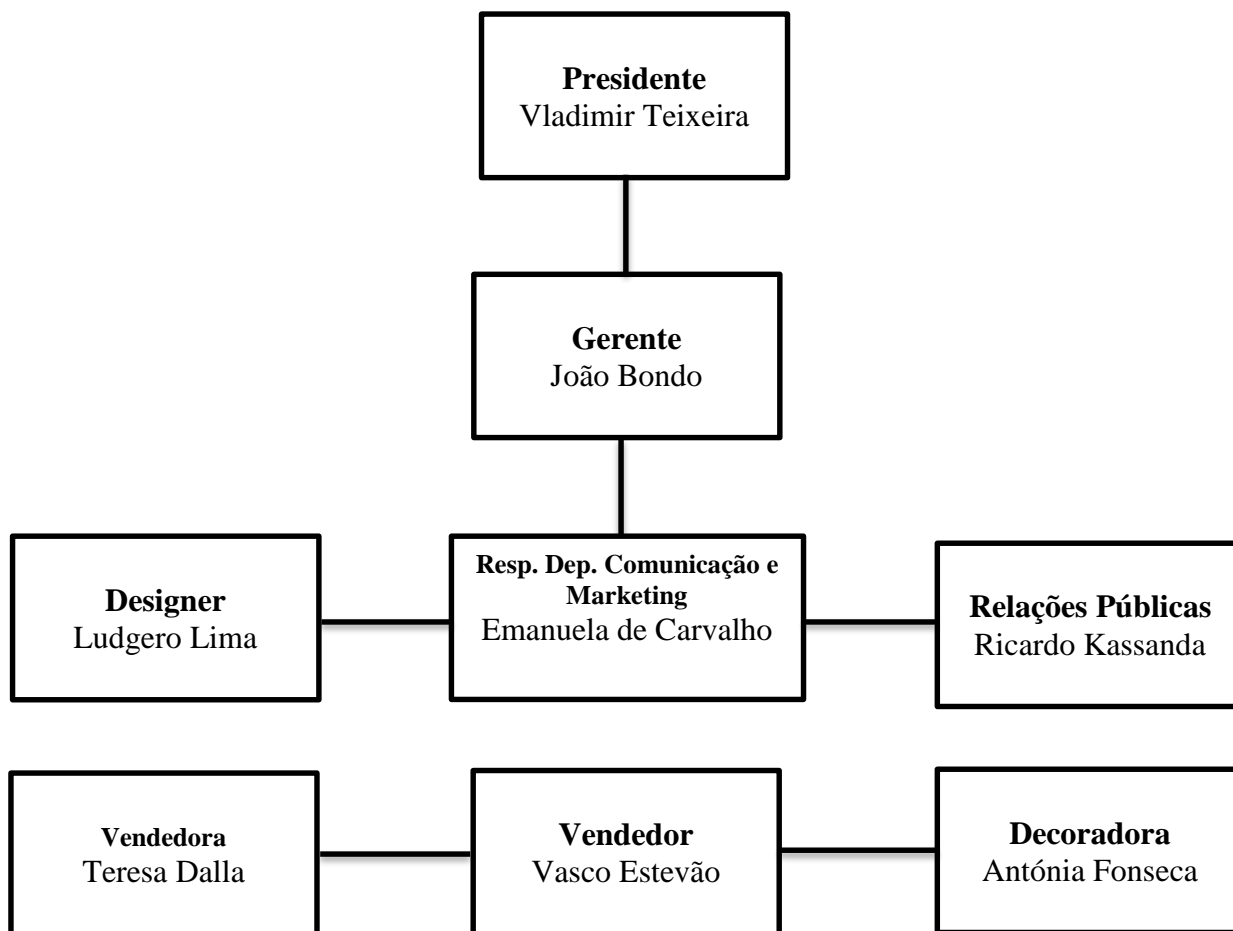 Presidente
Vladimir Teixeira
Gerente
João Bondo
Designer
Ludgero Lima
Resp. Dep. Comunicação e
Marketing
Emanuela de Carvalho
Relações Públicas
Ricardo Kassanda
Vendedora
Teresa Dalla
Vendedor
Vasco Estevão
Decoradora
Antónia Fonseca